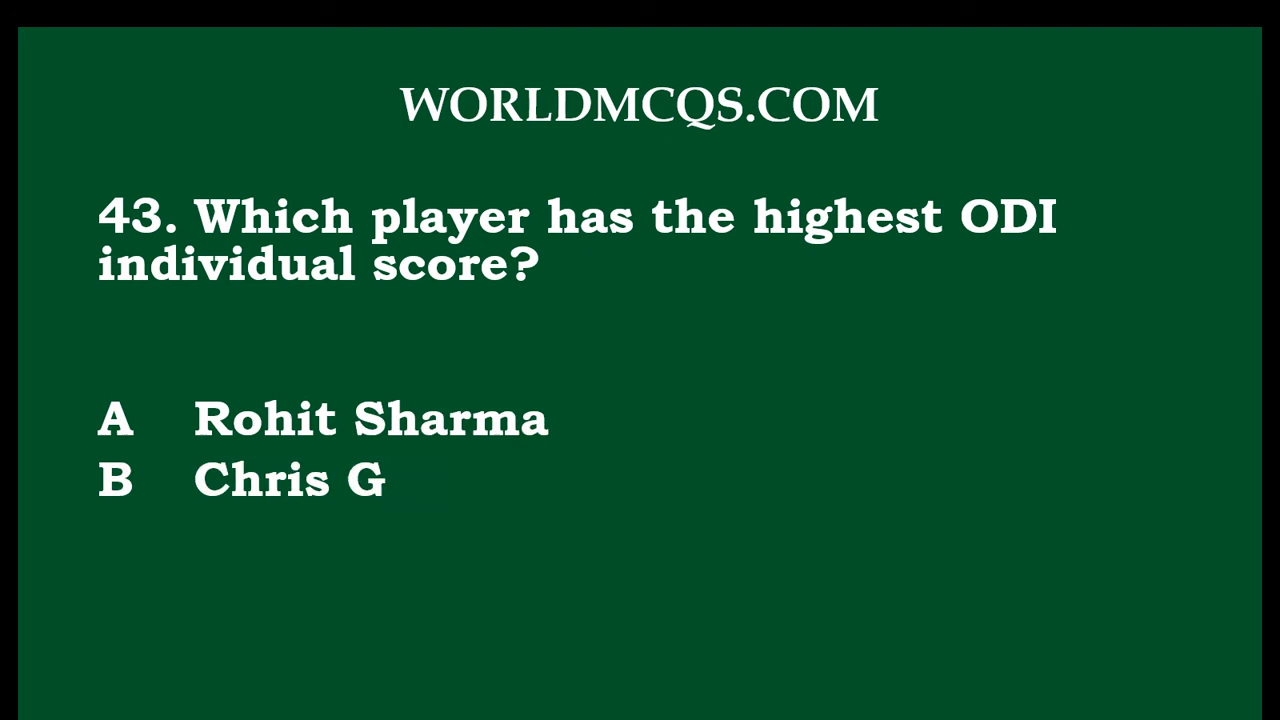 WORLDMCQS.COM
43. Which player has the highest ODI
individual score?
A Rohit Sharma
B Chris G